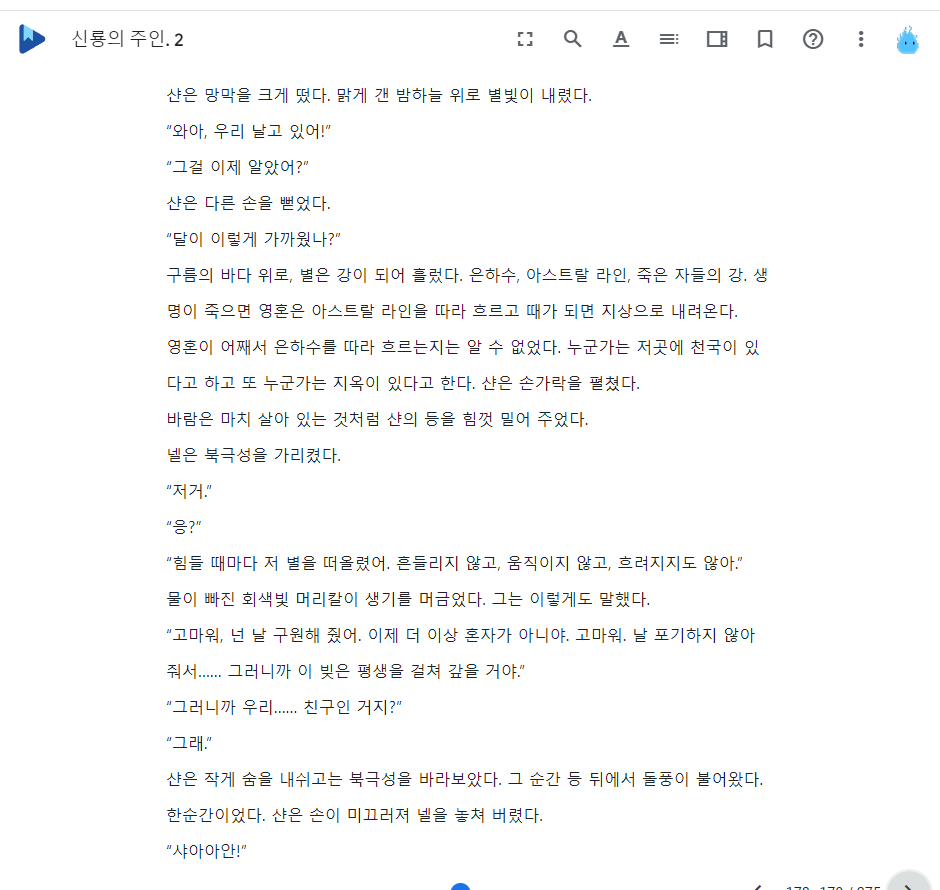 신룡의 주인. 2
샨은 망막을 크게 떴다. 맑게 갠 밤하늘 위로 별빛이 내렸다.
“와아, 우리 날고 있어!”
“그걸 이제 알았어?”
샨은 다른 손을 뻗었다.
“달이 이렇게 가까웠나?”
구름의 바다 위로, 별은 강이 되어 흘렀다. 은하수, 아스트랄 라인, 죽은 자들의 강. 생
명이 죽으면 영혼은 아스트랄 라인을 따라 흐르고 때가 되면 지상으로 내려온다.
영혼이 어째서 은하수를 따라 흐르는지는 알 수 없었다. 누군가는 저곳에 천국이 있
다고 하고 또 누군가는 지옥이 있다고 한다. 샨은 손가락을 펼쳤다.
바람은 마치 살아 있는 것처럼 샨의 등을 힘껏 밀어 주었다.
넬은 북극성을 가리켰다.
“저거.”
“응?”
“힘들 때마다 저 별을 떠올렸어. 흔들리지 않고, 움직이지 않고, 흐려지지도 않아.”
물이 빠진 회색빛 머리칼이 생기를 머금었다. 그는 이렇게도 말했다.
“고마워, 넌 날 구원해 줬어. 이제 더 이상 혼자가 아니야. 고마워. 날 포기하지 않아
줘서…… 그러니까 이 빚은 평생을 걸쳐 갚을 거야.”
“그러니까 우리…… 친구인 거지?”
“그래.”
샨은 작게 숨을 내쉬고는 북극성을 바라보았다. 그 순간 등 뒤에서 돌풍이 불어왔다.
한순간이었다. 샨은 손이 미끄러져 넬을 놓쳐 버렸다.
“샤아아안!”